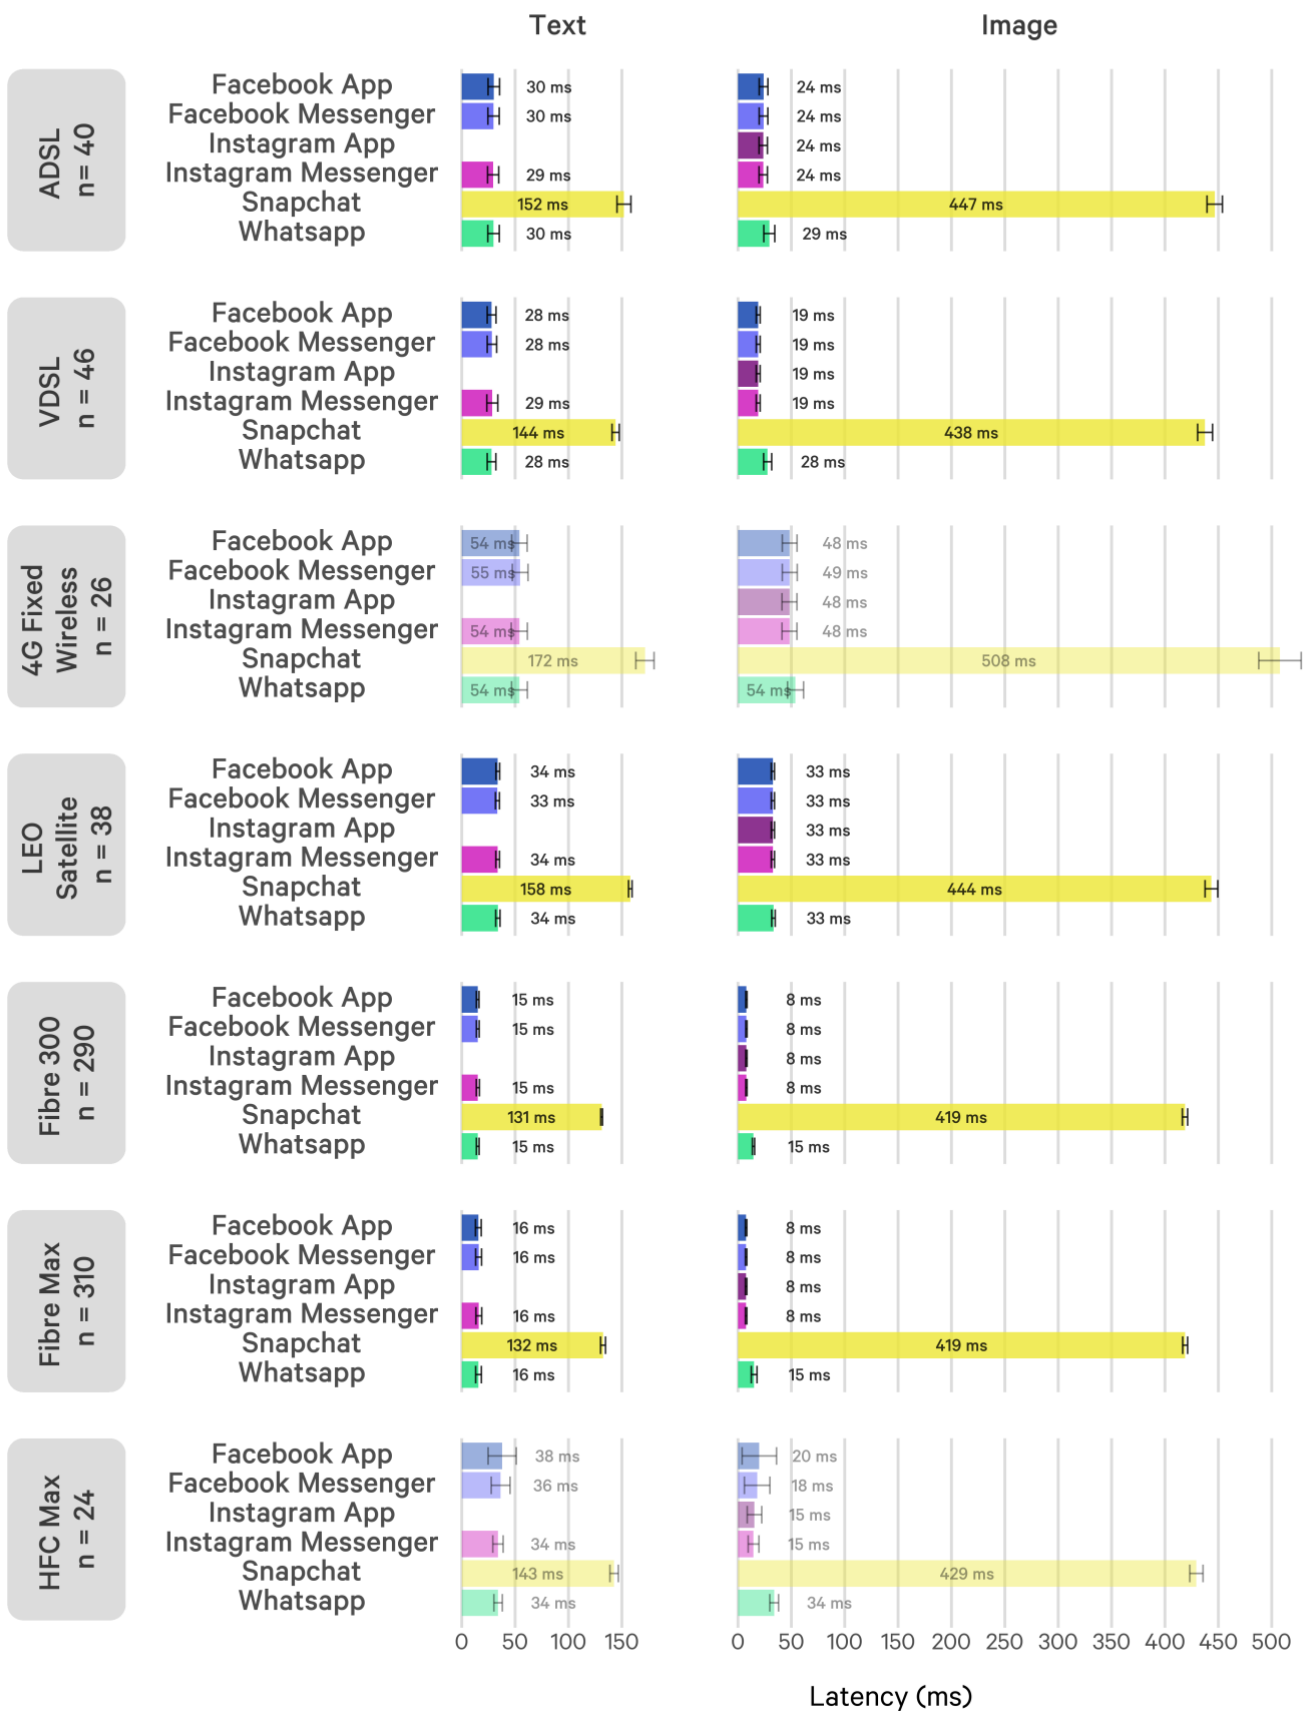 Text Image
ADSL
n= 40
Facebook App 30 ms 24 ms
Facebook Messenger 30 ms 24 ms
Instagram App 24 ms
Instagram Messenger 29 ms 24 ms
Snapchat 152 ms 447 ms
Whatsapp 30 ms 29 ms
VDSL
n = 46
Facebook App 28 ms 19 ms
Facebook Messenger 28 ms 19 ms
Instagram App 19 ms
Instagram Messenger 29 ms 19 ms
Snapchat 144 ms 438 ms
Whatsapp 28 ms 28 ms
4G Fixed
Wireless
n = 26
Facebook App 54 ms 48 ms
Facebook Messenger 55 ms 49 ms
Instagram App 48 ms
Instagram Messenger 54 ms 48 ms
Snapchat 172 ms 508 ms
Whatsapp 54 ms 54 ms
LEO
Satellite
n = 38
Facebook App 34 ms 33 ms
Facebook Messenger 33 ms 33 ms
Instagram App 33 ms
Instagram Messenger 34 ms 33 ms
Snapchat 158 ms 444 ms
Whatsapp 34 ms 33 ms
Fibre 300
n = 290
Facebook App 15 ms 8 ms
Facebook Messenger 15 ms 8 ms
Instagram App 8 ms
Instagram Messenger 15 ms 8 ms
Snapchat 131 ms 419 ms
Whatsapp 15 ms 15 ms
Fibre Max
n = 310
Facebook App 16 ms 8 ms
Facebook Messenger 16 ms 8 ms
Instagram App 8 ms
Instagram Messenger 16 ms 8 ms
Snapchat 132 ms 419 ms
Whatsapp 16 ms 15 ms
HFC Max
n = 24
Facebook App 38 ms 20 ms
Facebook Messenger 36 ms 18 ms
Instagram App 15 ms
Instagram Messenger 34 ms 15 ms
Snapchat 143 ms 429 ms
Whatsapp 34 ms 34 ms
0 50 100 150 0 50 100 150 200 250 300 350 400 450 500
Latency (ms)